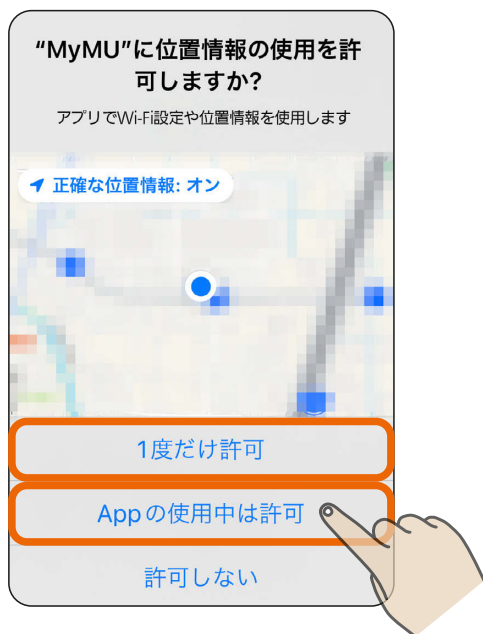 “MyMU”に位置情報の使用を許
可しますか?
アプリでWi-Fi設定や位置情報を使用します
正確な位置情報: オン
1度だけ許可
Appの使用中は許可
許可しない